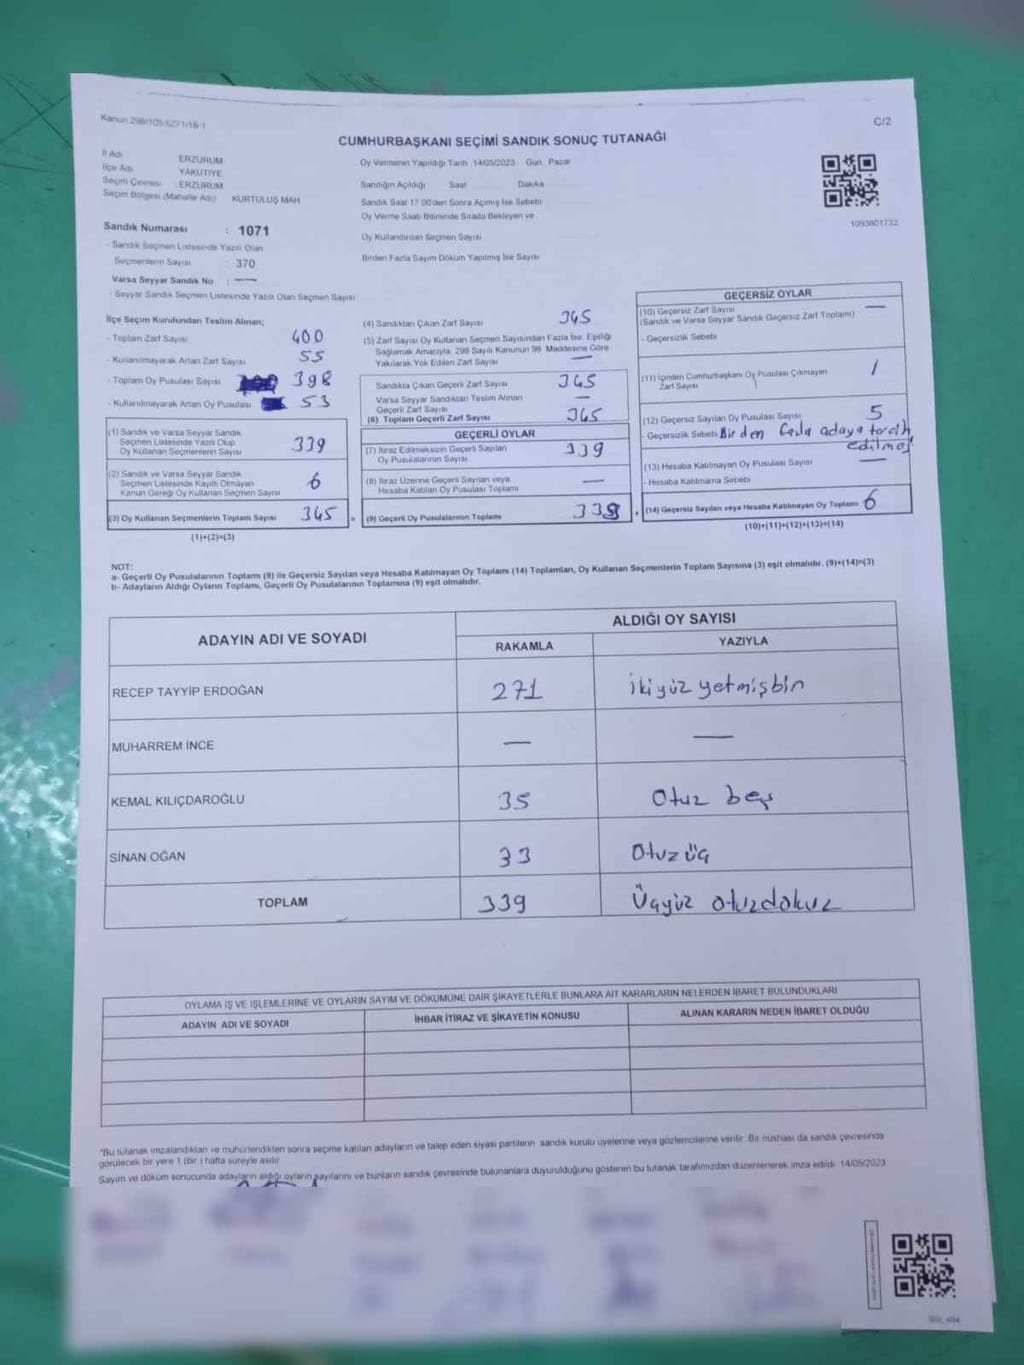 Kanun 298/105-6271/18-1
C/2
CUMHURBAŞKANI SEÇİMİ SANDIK SONUÇ TUTANAĞI
İl Adı ERZURUM
İlçe Adı YAKUTİYE
Seçim Çevresi : ERZURUM
Seçim Bölgesi (Mahalle Adı) KURTULUŞ MAH
Sandık Numarası : 1071
- Sandık Seçmen Listesinde Yazılı Olan
Seçmenlerin Sayısı : 370
Varsa Seyyar Sandık No : —
- Seyyar Sandık Seçmen Listesinde Yazılı Olan Seçmen Sayısı
Oy Vermenin Yapıldığı Tarih 14/05/2023 Gün Pazar
Sandığın Açıldığı Saat Dakika
Sandık Saat 17.00'den Sonra Açılmış İse Sebebi
Oy Verme Saati Bitiminde Sırada Bekleyen ve
Oy Kullandırılan Seçmen Sayısı
Birden Fazla Sayım Döküm Yapılmış İse Sayısı
1093801732
İlçe Seçim Kurulundan Teslim Alınan;
- Toplam Zarf Sayısı 400
- Kullanılmayarak Artan Zarf Sayısı 55
- Toplam Oy Pusulası Sayısı 398
- Kullanılmayarak Artan Oy Pusulası 53
(1) Sandık ve Varsa Seyyar Sandık
Seçmen Listesinde Yazılı Olup
Oy Kullanan Seçmenlerin Sayısı 339
(2) Sandık ve Varsa Seyyar Sandık
Seçmen Listesinde Kayıtlı Olmayan
Kanun Gereği Oy Kullanan Seçmen Sayısı 6
(3) Oy Kullanan Seçmenlerin Toplam Sayısı 345
(1)+(2)=(3)
(4) Sandıktan Çıkan Zarf Sayısı 345
(5) Zarf Sayısı Oy Kullanan Seçmen Sayısından Fazla İse; Eşitliği
Sağlamak Amacıyla; 298 Sayılı Kanunun 98. Maddesine Göre
Yakılarak Yok Edilen Zarf Sayısı —
Sandıkta Çıkan Geçerli Zarf Sayısı 345
Varsa Seyyar Sandıktan Teslim Alınan
Geçerli Zarf Sayısı —
(6) Toplam Geçerli Zarf Sayısı 345
GEÇERLİ OYLAR
(7) İtiraz Edilmeksizin Geçerli Sayılan
Oy Pusulalarının Sayısı 339
(8) İtiraz Üzerine Geçerli Sayılan veya
Hesaba Katılan Oy Pusulası Toplamı —
(9) Geçerli Oy Pusulalarının Toplamı 339
GEÇERSİZ OYLAR
(10) Geçersiz Zarf Sayısı —
(Sandık ve Varsa Seyyar Sandık Geçersiz Zarf Toplamı)
- Geçersizlik Sebebi
(11) İçinden Cumhurbaşkanı Oy Pusulası Çıkmayan
Zarf Sayısı 1
(12) Geçersiz Sayılan Oy Pusulası Sayısı 5
- Geçersizlik Sebebi Birden fazla adaya tercih
edilmiş
(13) Hesaba Katılmayan Oy Pusulası Sayısı —
- Hesaba Katılmama Sebebi
(14) Geçersiz Sayılan veya Hesaba Katılmayan Oy Toplamı 6
(10)+(11)+(12)+(13)=(14)
NOT:
a- Geçerli Oy Pusulalarının Toplamı (9) ile Geçersiz Sayılan veya Hesaba Katılmayan Oy Toplamı (14) Toplamları, Oy Kullanan Seçmenlerin Toplam Sayısına (3) eşit olmalıdır. (9)+(14)=(3)
b- Adayların Aldığı Oyların Toplamı, Geçerli Oy Pusulalarının Toplamına (9) eşit olmalıdır.
ADAYIN ADI VE SOYADI
ALDIĞI OY SAYISI
RAKAMLA YAZIYLA
RECEP TAYYİP ERDOĞAN 271 ikiyüz yetmişbir
MUHARREM İNCE — —
KEMAL KILIÇDAROĞLU 35 Otuz beş
SİNAN OĞAN 33 Otuz üç
TOPLAM 339 Üçyüz otuzdokuz
OYLAMA İŞ VE İŞLEMLERİNE VE OYLARIN SAYIM VE DÖKÜMÜNE DAİR ŞİKAYETLERLE BUNLARA AİT KARARLARIN NELERDEN İBARET BULUNDUKLARI
ADAYIN ADI VE SOYADI İHBAR İTİRAZ VE ŞİKAYETİN KONUSU ALINAN KARARIN NEDEN İBARET OLDUĞU
*Bu tutanak imzalandıktan ve mühürlendikten sonra seçime katılan adayların ve talep eden siyasi partilerin sandık kurulu üyelerine veya gözlemcilerine verilir. Bir nüshası da sandık çevresinde
görülecek bir yere 1 (bir) hafta süreyle asılır.
Sayım ve döküm sonucunda adayların aldığı oyların sayılarını ve bunların sandık çevresinde bulunanlara duyurulduğunu gösteren bu tutanak tarafımızdan düzenlenerek imza edildi. 14/05/2023